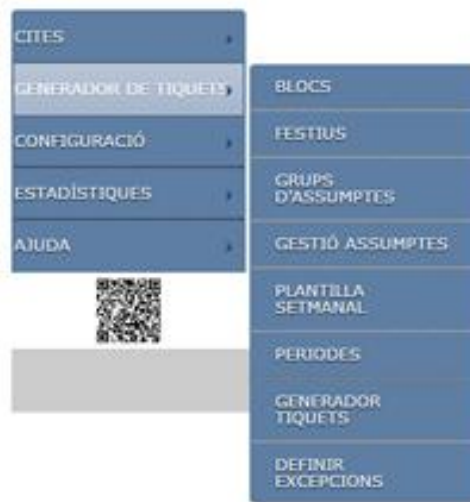 CITES
GENERADOR DE TIQUETS
CONFIGURACIÓ
ESTADÍSTIQUES
AJUDA
BLOCS
FESTIUS
GRUPS
D'ASSUMPTES
GESTIÓ ASSUMPTES
PLANTILLA
SETMANAL
PERIODES
GENERADOR
TIQUETS
DEFINIR
EXCEPCIONS